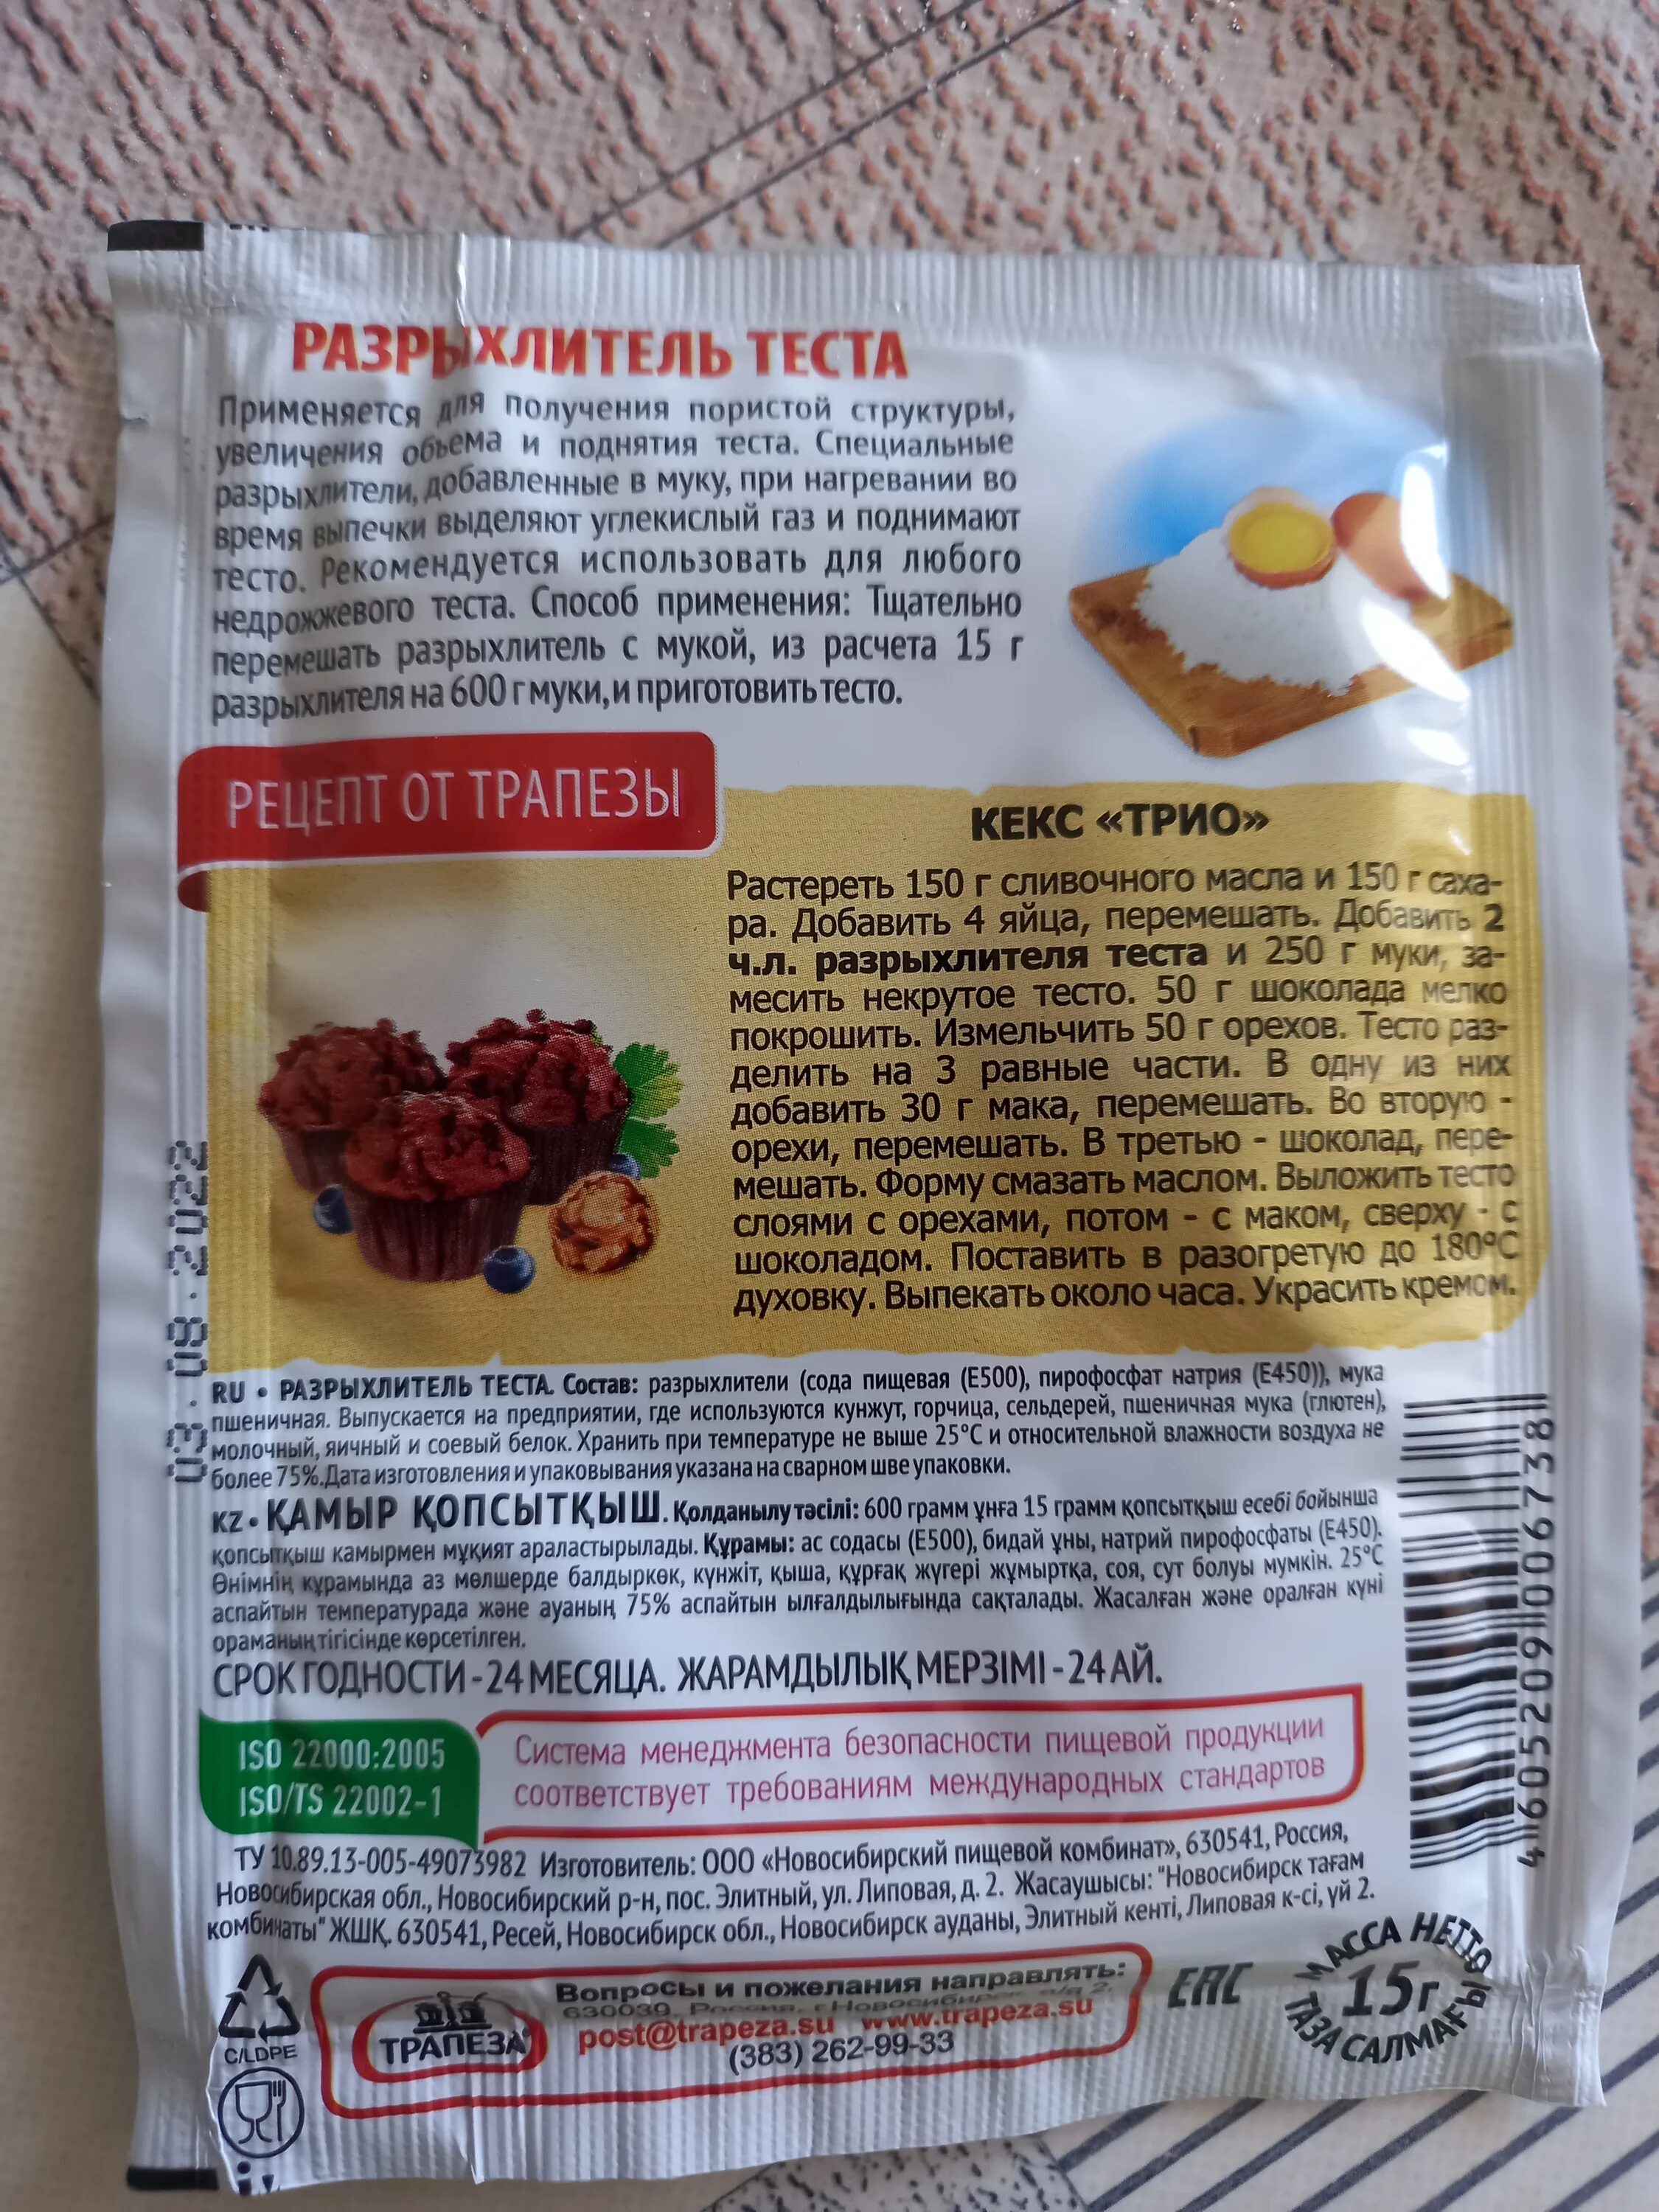 РАЗРЫХЛИТЕЛЬ ТЕСТА
Применяется для получения пористой структуры,
увеличения объема и поднятия теста. Специальные
разрыхлители, добавленные в муку, при нагревании во
время выпечки выделяют углекислый газ и поднимают
тесто. Рекомендуется использовать для любого
недрожжевого теста. Способ применения: Тщательно
перемешать разрыхлитель с мукой, из расчета 15 г
разрыхлителя на 600 г муки, и приготовить тесто.
РЕЦЕПТ ОТ ТРАПЕЗЫ
КЕКС «ТРИО»
Растереть 150 г сливочного масла и 150 г саха-
ра. Добавить 4 яйца, перемешать. Добавить 2
ч.л. разрыхлителя теста и 250 г муки, за-
месить некрутое тесто. 50 г шоколада мелко
покрошить. Измельчить 50 г орехов. Тесто раз-
делить на 3 равные части. В одну из них
добавить 30 г мака, перемешать. Во вторую -
орехи, перемешать. В третью - шоколад, пере-
мешать. Форму смазать маслом. Выложить тесто
слоями с орехами, потом - с маком, сверху - с
шоколадом. Поставить в разогретую до 180°С
духовку. Выпекать около часа. Украсить кремом.
03.08.2022
RU • РАЗРЫХЛИТЕЛЬ ТЕСТА. Состав: разрыхлители (сода пищевая (Е500), пирофосфат натрия (Е450)), мука
пшеничная. Выпускается на предприятии, где используются кунжут, горчица, сельдерей, пшеничная мука (глютен),
молочный, яичный и соевый белок. Хранить при температуре не выше 25°С и относительной влажности воздуха не
более 75%. Дата изготовления и упаковывания указана на сварном шве упаковки.
KZ • ҚАМЫР ҚОПСЫТҚЫШ. Қолданылу тәсілі: 600 грамм ұнға 15 грамм қопсытқыш есебі бойынша
қопсытқыш камырмен мұқият араластырылады. Құрамы: ас содасы (Е500), бидай ұны, натрий пирофосфаты (Е450).
Өнімнің құрамында аз мөлшерде балдыркөк, күнжіт, қыша, құрғақ жүгері жұмыртқа, соя, сут болуы мумкін. 25°С
аспайтын температурада және ауаның 75% аспайтын ылғалдылығында сақталады. Жасалған және оралған күні
ораманың тігісінде көрсетілген.
СРОК ГОДНОСТИ - 24 МЕСЯЦА. ЖАРАМДЫЛЫҚ МЕРЗІМІ - 24 АЙ.
4 605209 006738
ISO 22000:2005
ISO/TS 22002-1
Система менеджмента безопасности пищевой продукции
соответствует требованиям международных стандартов
ТУ 10.89.13-005-49073982 Изготовитель: ООО «Новосибирский пищевой комбинат», 630541, Россия,
Новосибирская обл., Новосибирский р-н, пос. Элитный, ул. Липовая, д. 2. Жасаушысы: "Новосибирск тағам
комбинаты" ЖШҚ, 630541, Ресей, Новосибирск обл., Новосибирск ауданы, Элитный кенті, Липовая к-сі, үй 2.
C/LDPE
ТРАПЕЗА
Вопросы и пожелания направлять:
630039, Россия, г.Новосибирск а/я 2,
post@trapeza.su www.trapeza.su
(383) 262-99-33
EAC
МАССА НЕТТО
15г
ТАЗА САЛМАҒЫ